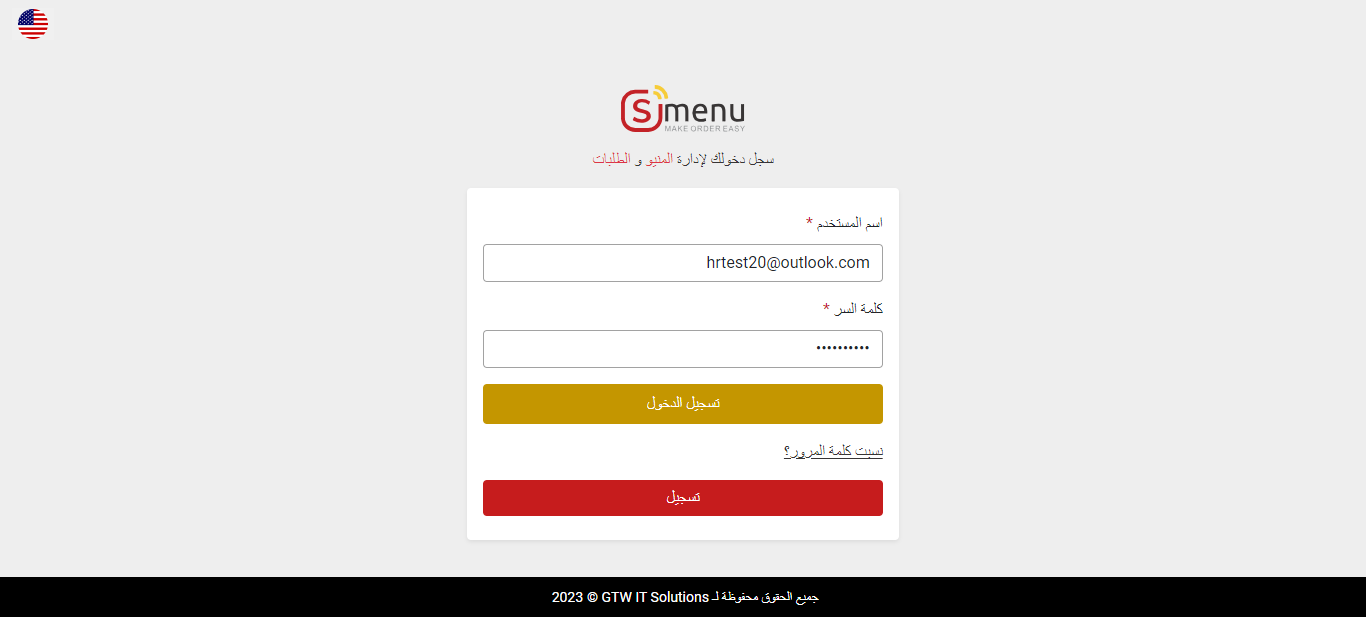 Smenu
MAKE ORDER EASY
سجل دخولك لإدارة المنيو و الطلبات
اسم المستخدم *
hrtest20@outlook.com
كلمة السر *
••••••••••
تسجيل الدخول
نسيت كلمة المرور؟
تسجيل
جميع الحقوق محفوظة لـ GTW IT Solutions © 2023